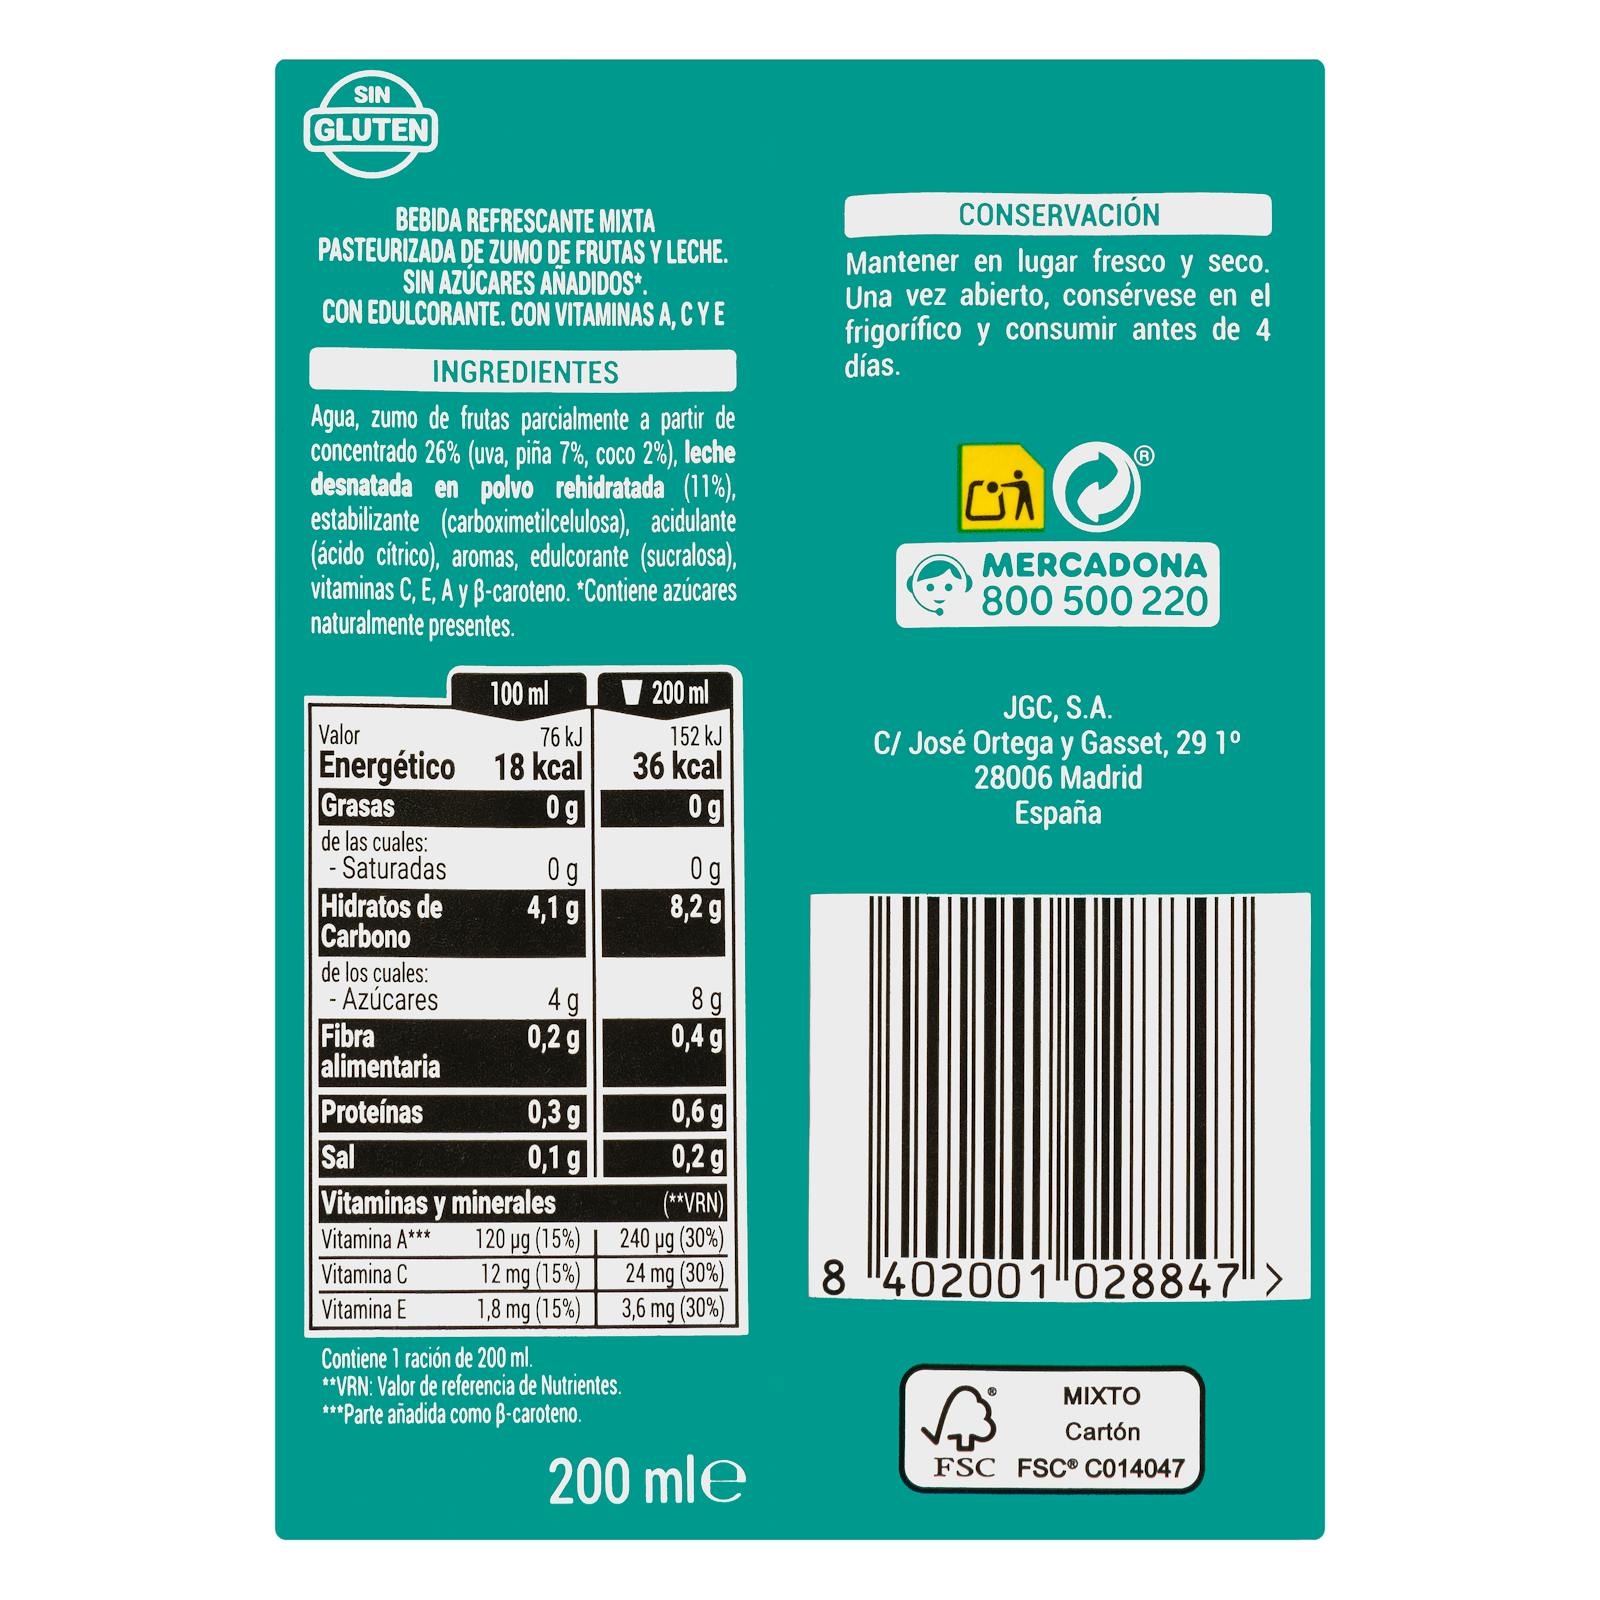 SIN
GLUTEN
BEBIDA REFRESCANTE MIXTA
PASTEURIZADA DE ZUMO DE FRUTAS Y LECHE.
SIN AZÚCARES AÑADIDOS*.
CON EDULCORANTE. CON VITAMINAS A, C Y E
INGREDIENTES
Agua, zumo de frutas parcialmente a partir de
concentrado 26% (uva, piña 7%, coco 2%), leche
desnatada en polvo rehidratada (11%),
estabilizante (carboximetilcelulosa), acidulante
(ácido cítrico), aromas, edulcorante (sucralosa),
vitaminas C, E, A y β-caroteno. *Contiene azúcares
naturalmente presentes.
100 ml 200 ml
Valor 76 kJ 152 kJ
Energético 18 kcal 36 kcal
Grasas 0 g 0 g
de las cuales:
- Saturadas 0 g 0 g
Hidratos de 4,1 g 8,2 g
Carbono
de los cuales:
- Azúcares 4 g 8 g
Fibra 0,2 g 0,4 g
alimentaria
Proteínas 0,3 g 0,6 g
Sal 0,1 g 0,2 g
Vitaminas y minerales (**VRN)
Vitamina A*** 120 µg (15%) 240 µg (30%)
Vitamina C 12 mg (15%) 24 mg (30%)
Vitamina E 1,8 mg (15%) 3,6 mg (30%)
Contiene 1 ración de 200 ml.
**VRN: Valor de referencia de Nutrientes.
***Parte añadida como β-caroteno.
200 ml ℮
CONSERVACIÓN
Mantener en lugar fresco y seco.
Una vez abierto, consérvese en el
frigorífico y consumir antes de 4
días.
®
MERCADONA
800 500 220
JGC, S.A.
C/ José Ortega y Gasset, 29 1º
28006 Madrid
España
8 402001 028847 >
®
MIXTO
Cartón
FSC FSC® C014047